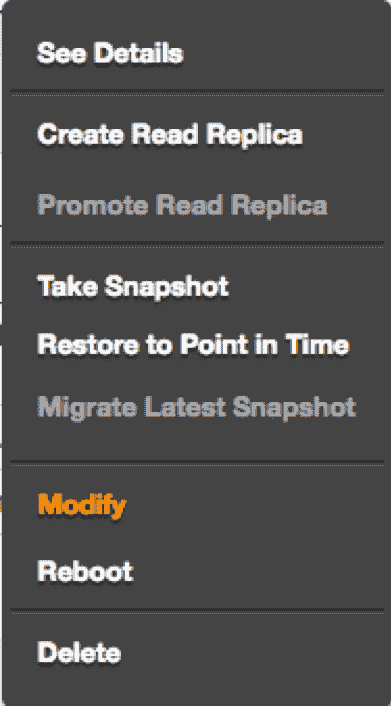 See Details
Create Read Replica
Promote Read Replica
Take Snapshot
Restore to Point in Time
Migrate Latest Snapshot
Modify
Reboot
Delete